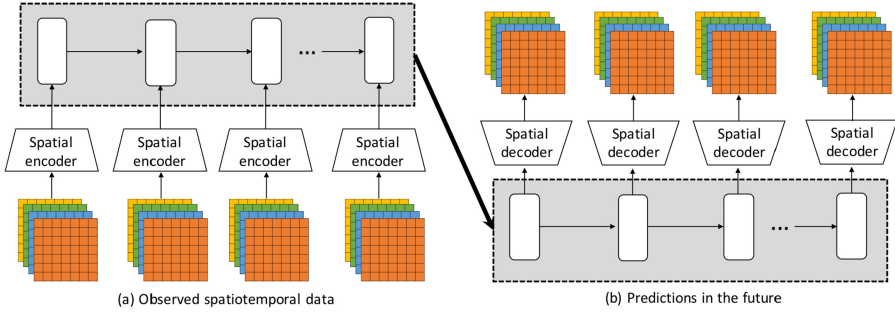 Spatial
encoder
Spatial
encoder
Spatial
encoder
Spatial
encoder
(a) Observed spatiotemporal data
Spatial
decoder
Spatial
decoder
Spatial
decoder
Spatial
decoder
(b) Predictions in the future